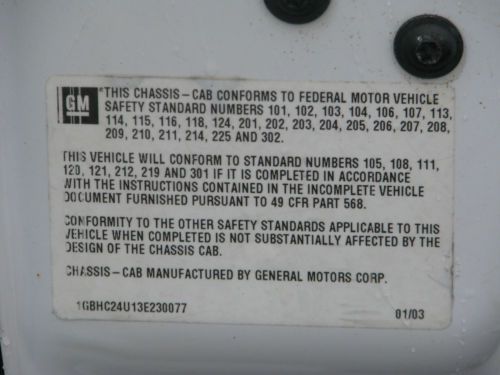 GM
*THIS CHASSIS-CAB CONFORMS TO FEDERAL MOTOR VEHICLE
SAFETY STANDARD NUMBERS 101, 102, 103, 104, 106, 107, 113,
114, 115, 116, 118, 124, 201, 202, 203, 204, 205, 206, 207, 208,
209, 210, 211, 214, 225 AND 302.
THIS VEHICLE WILL CONFORM TO STANDARD NUMBERS 105, 108, 111,
120, 121, 212, 219 AND 301 IF IT IS COMPLETED IN ACCORDANCE
WITH THE INSTRUCTIONS CONTAINED IN THE INCOMPLETE VEHICLE
DOCUMENT FURNISHED PURSUANT TO 49 CFR PART 568.
CONFORMITY TO THE OTHER SAFETY STANDARDS APPLICABLE TO THIS
VEHICLE WHEN COMPLETED IS NOT SUBSTANTIALLY AFFECTED BY THE
DESIGN OF THE CHASSIS CAB.
CHASSIS-CAB MANUFACTURED BY GENERAL MOTORS CORP.
1GBHC24U13E230077 01/03